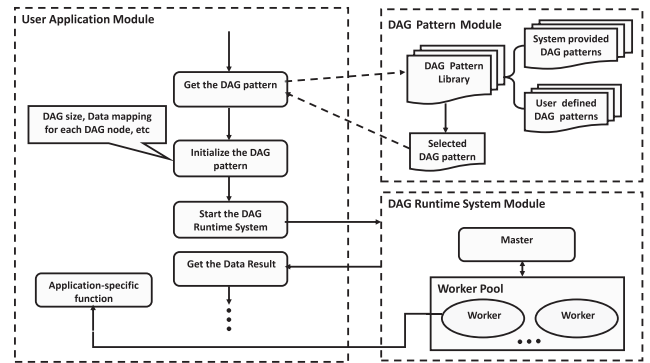 User Application Module
Get the DAG pattern
DAG size, Data mapping
for each DAG node, etc
Initialize the DAG
pattern
Start the DAG
Runtime System
Get the Data Result
Application-specific
function
DAG Pattern Module
DAG Pattern
Library
System provided
DAG patterns
User defined
DAG patterns
Selected
DAG pattern
DAG Runtime System Module
Master
Worker Pool
Worker
Worker